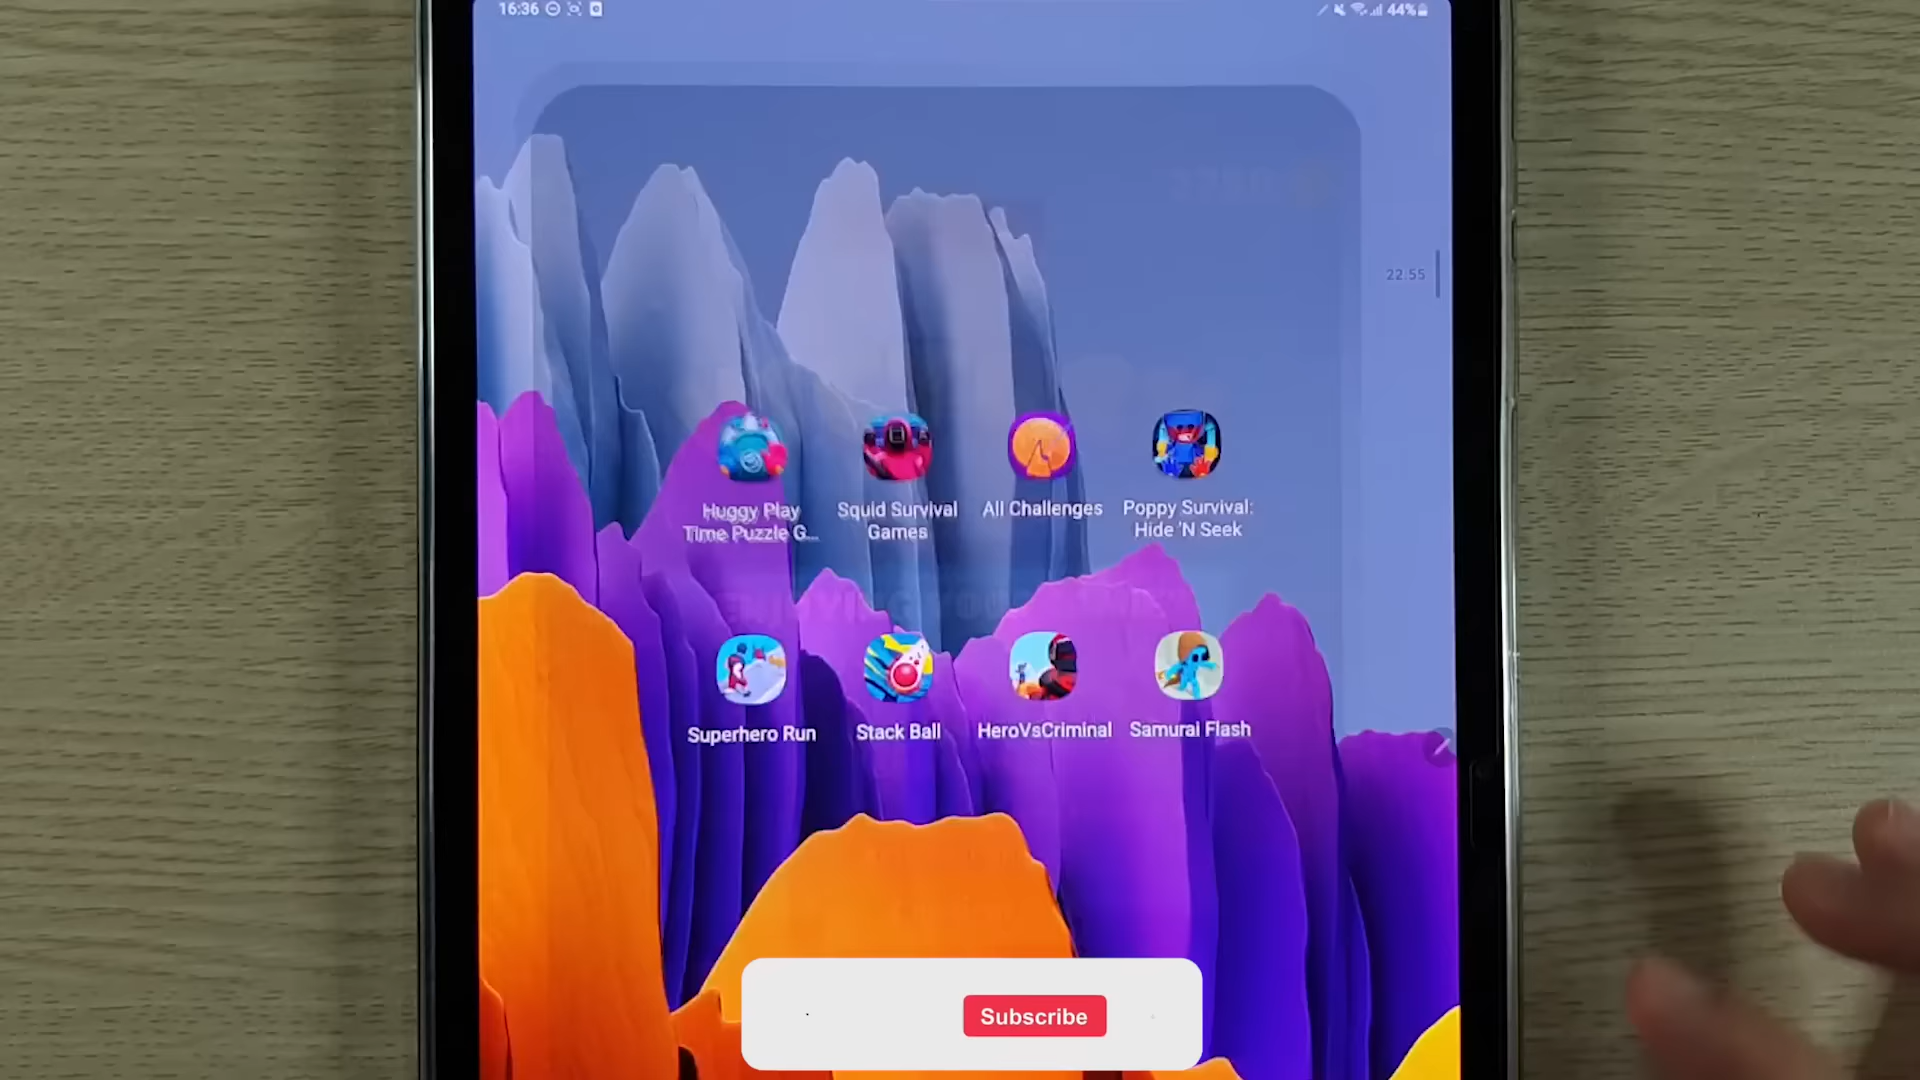 16:36
44%
22:55
Huggy Play
Time Puzzle G...
Squid Survival
Games
All Challenges
Poppy Survival:
Hide 'N Seek
Superhero Run
Stack Ball
HeroVsCriminal
Samurai Flash
Subscribe